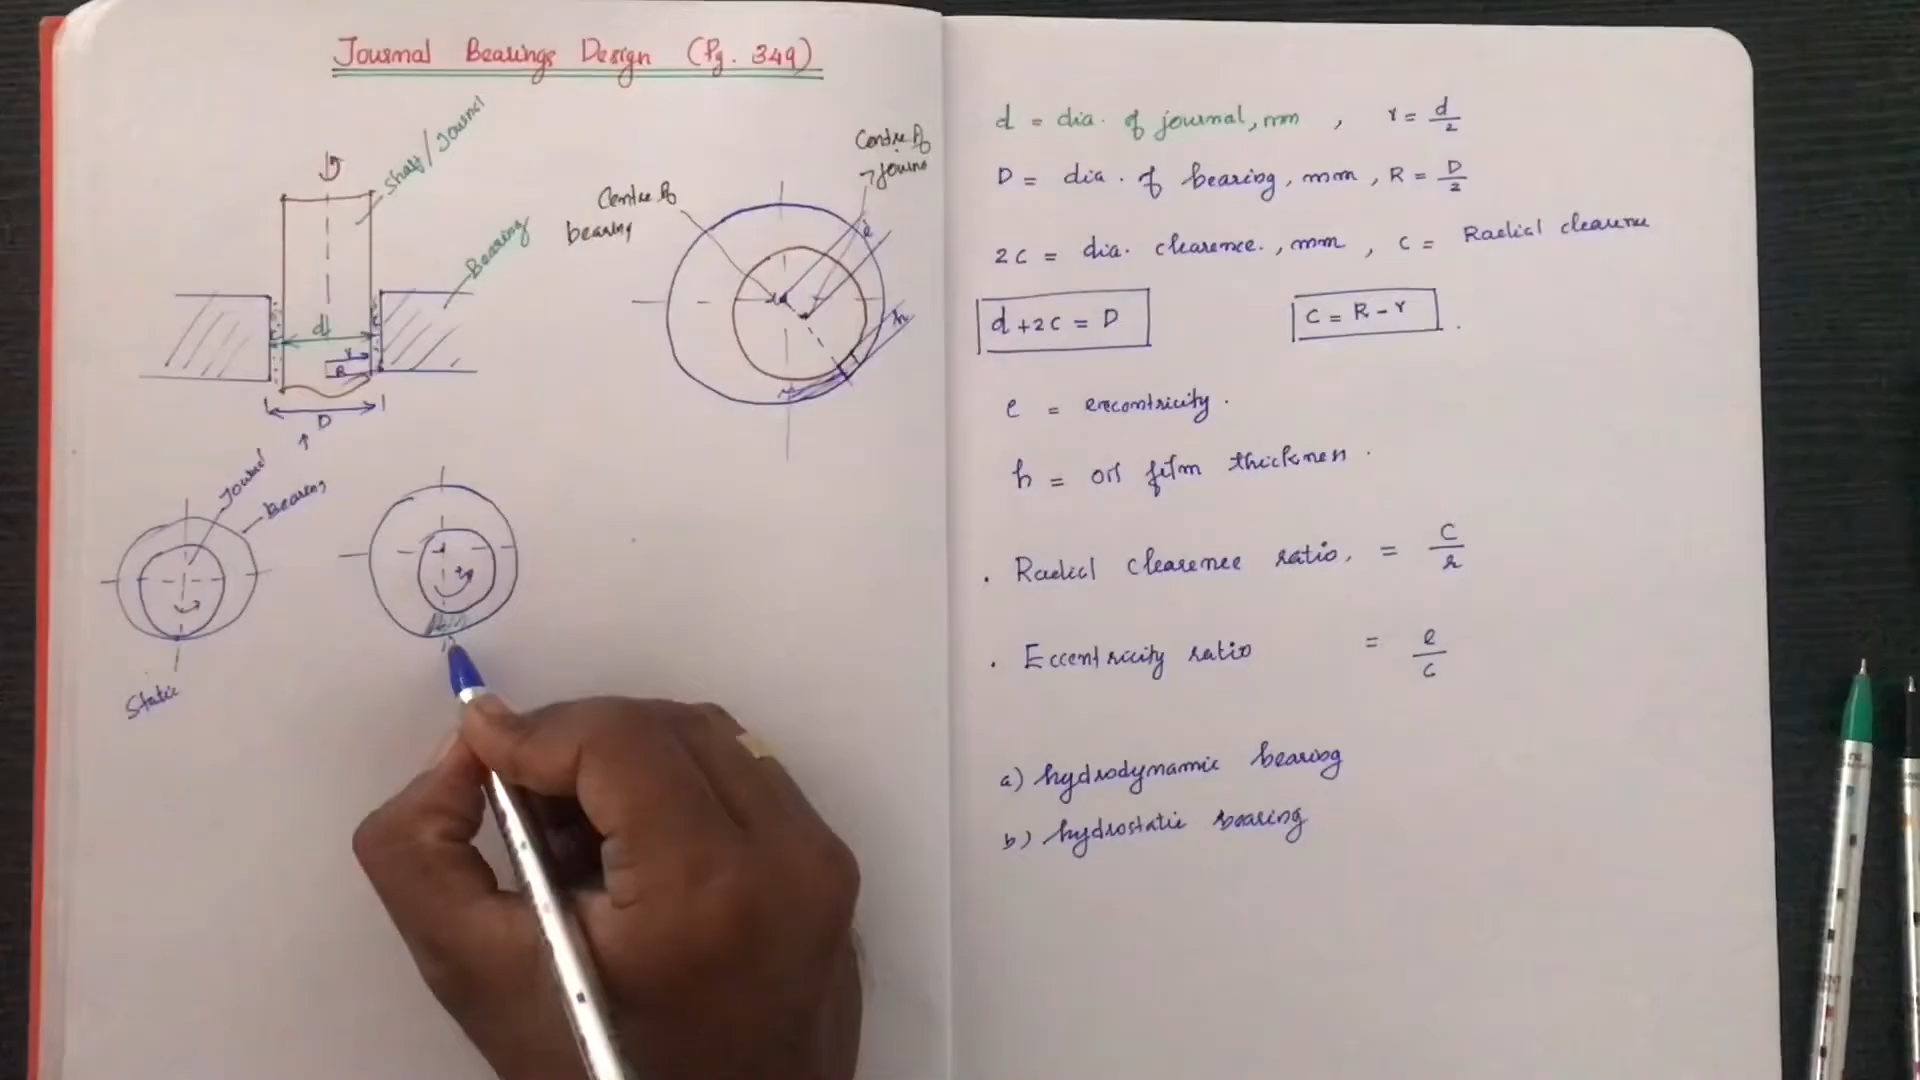 Journal Bearings Design (Pg. 349)
Shaft/Journal
Bearing
d
r
R
D
Centre of
bearing
Centre of
e
h
Journal
Bearing
Static
d = dia. of journal, mm , r = d/2
D = dia. of bearing, mm , R = D/2
2C = dia. clearence. , mm , C = Radial clearence
d + 2C = D
C = R - r .
e = eccentricity .
h = oil film thickness .
. Radial clearence ratio. = C/r
. Eccentricity ratio = e/c
a) hydrodynamic bearing
b) hydrostatic bearing